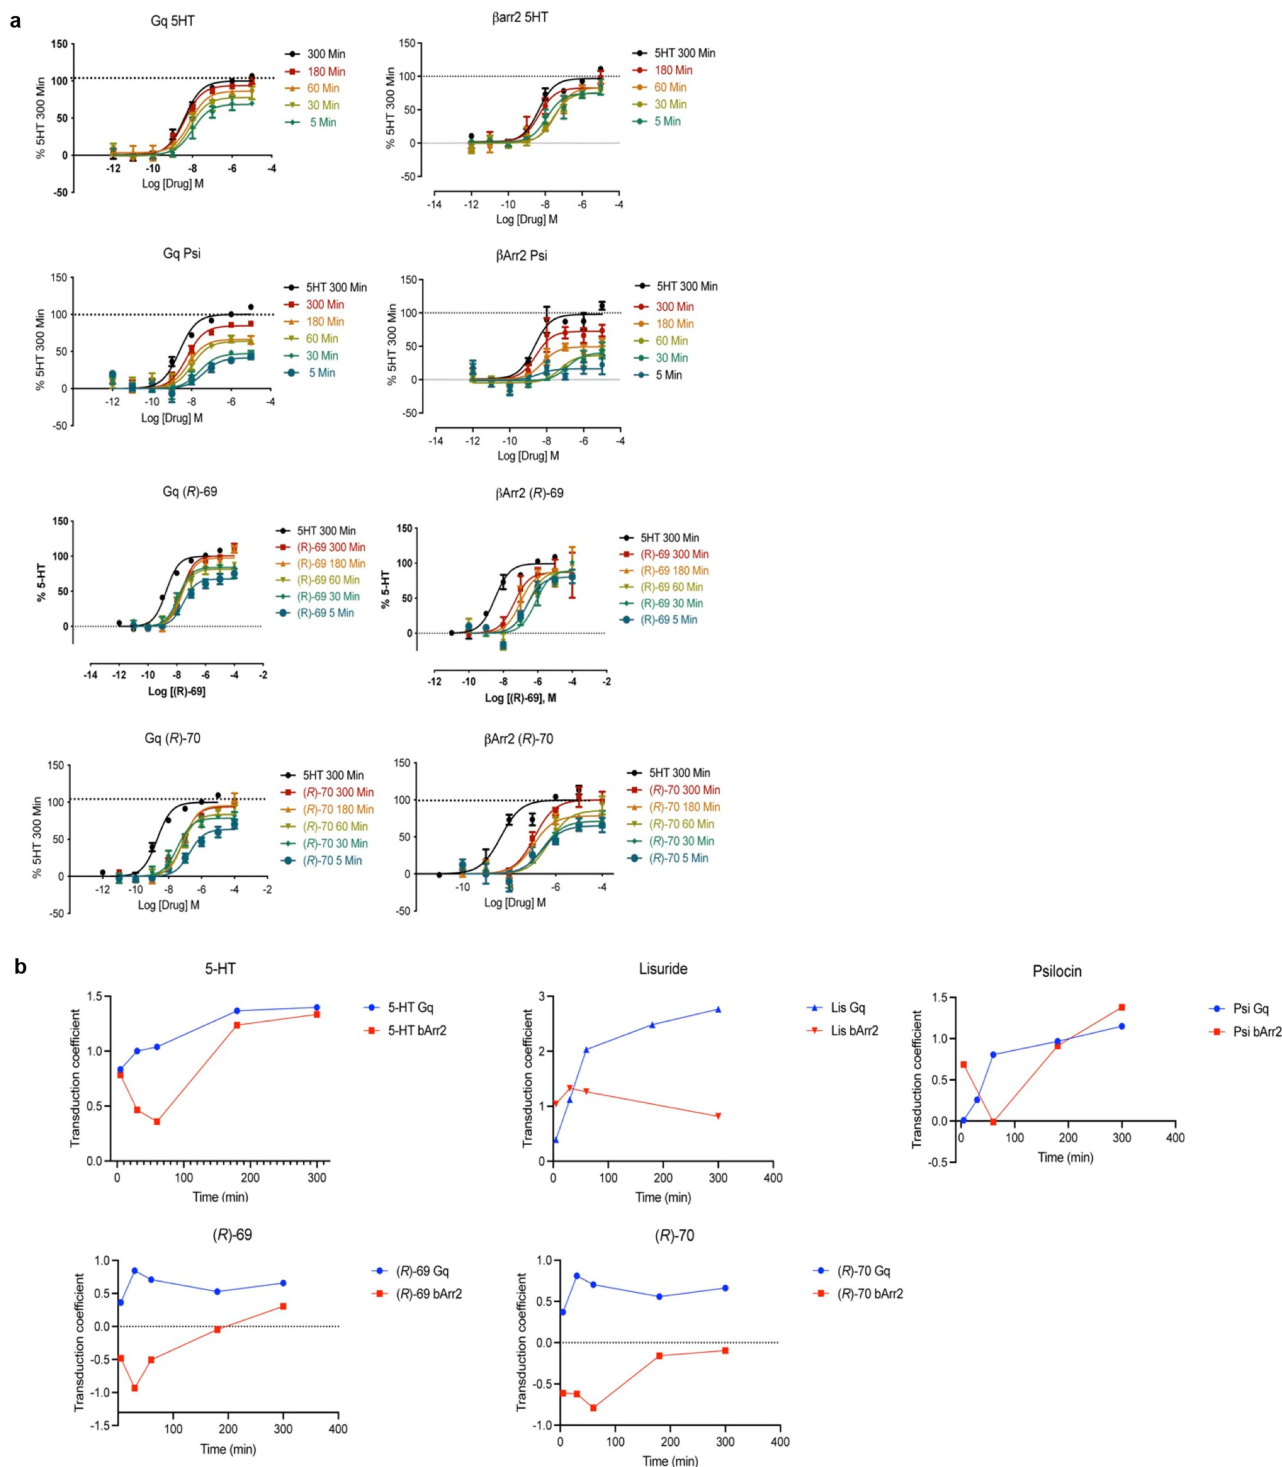 a
Gq 5HT
% 5HT 300 Min
150
100
50
0
-50
-12
-10
-8
-6
-4
Log [Drug] M
300 Min
180 Min
60 Min
30 Min
5 Min
βarr2 5HT
% 5HT 300 Min
150
100
50
0
-50
-14
-12
-10
-8
-6
-4
Log [Drug] M
5HT 300 Min
180 Min
60 Min
30 Min
5 Min
Gq Psi
% 5HT 300 Min
150
100
50
0
-50
-12
-10
-8
-6
-4
Log [Drug] M
5HT 300 Min
300 Min
180 Min
60 Min
30 Min
5 Min
βArr2 Psi
% 5HT 300 Min
150
100
50
0
-50
-14
-12
-10
-8
-6
-4
Log [Drug] M
5HT 300 Min
300 Min
180 Min
60 Min
30 Min
5 Min
Gq (R)-69
% 5-HT
150
100
50
0
-14
-12
-10
-8
-6
-4
-2
Log [(R)-69]
5HT 300 Min
(R)-69 300 Min
(R)-69 180 Min
(R)-69 60 Min
(R)-69 30 Min
(R)-69 5 Min
βArr2 (R)-69
% 5-HT
150
100
50
0
-12
-10
-8
-6
-4
-2
Log [(R)-69], M
5HT 300 Min
(R)-69 300 Min
(R)-69 180 Min
(R)-69 60 Min
(R)-69 30 Min
(R)-69 5 Min
Gq (R)-70
% 5HT 300 Min
150
100
50
0
-50
-12
-10
-8
-6
-4
-2
Log [Drug] M
5HT 300 Min
(R)-70 300 Min
(R)-70 180 Min
(R)-70 60 Min
(R)-70 30 Min
(R)-70 5 Min
βArr2 (R)-70
% 5HT 300 Min
150
100
50
0
-50
-10
-8
-6
-4
Log [Drug] M
5HT 300 Min
(R)-70 300 Min
(R)-70 180 Min
(R)-70 60 Min
(R)-70 30 Min
(R)-70 5 Min
b
5-HT
Transduction coefficient
1.5
1.0
0.5
0.0
0
100
200
300
Time (min)
5-HT Gq
5-HT bArr2
Lisuride
Transduction coefficient
3
2
1
0
0
100
200
300
400
Time (min)
Lis Gq
Lis bArr2
Psilocin
Transduction coefficient
1.5
1.0
0.5
0.0
-0.5
0
100
200
300
400
Time (min)
Psi Gq
Psi bArr2
(R)-69
Transduction coefficient
1.0
0.5
0.0
-0.5
-1.0
-1.5
100
200
300
400
Time (min)
(R)-69 Gq
(R)-69 bArr2
(R)-70
Transduction coefficient
1.0
0.5
0.0
-0.5
-1.0
0
100
200
300
400
Time (min)
(R)-70 Gq
(R)-70 bArr2